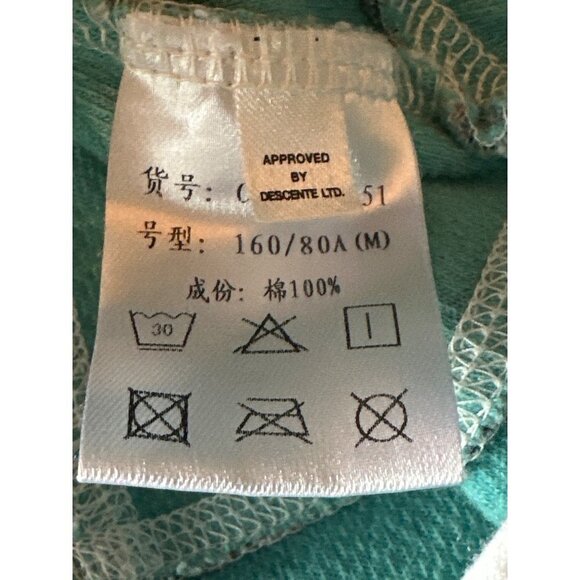 APPROVED
BY
DESCENTE LTD.
货号: 51
号型: 160/80A (M)
成份: 棉100%
30